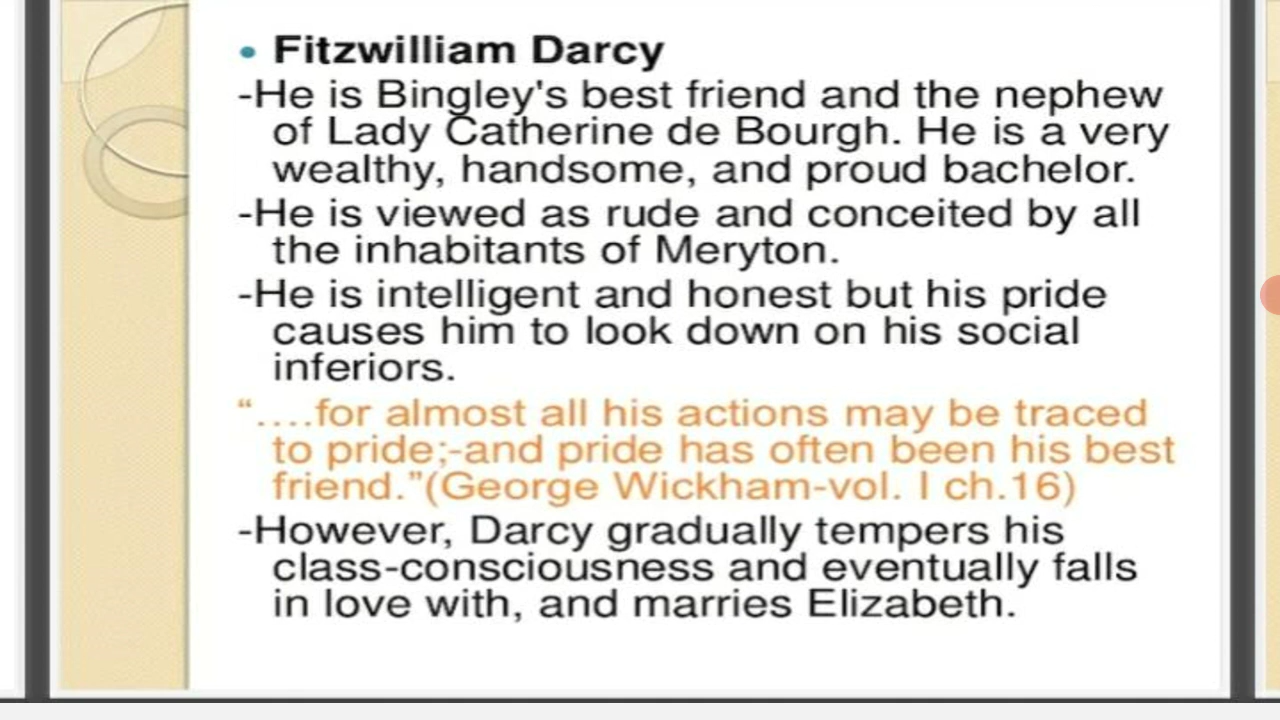 • Fitzwilliam Darcy
-He is Bingley's best friend and the nephew
of Lady Catherine de Bourgh. He is a very
wealthy, handsome, and proud bachelor.
-He is viewed as rude and conceited by all
the inhabitants of Meryton.
-He is intelligent and honest but his pride
causes him to look down on his social
inferiors.
“....for almost all his actions may be traced
to pride;-and pride has often been his best
friend.”(George Wickham-vol. I ch.16)
-However, Darcy gradually tempers his
class-consciousness and eventually falls
in love with, and marries Elizabeth.